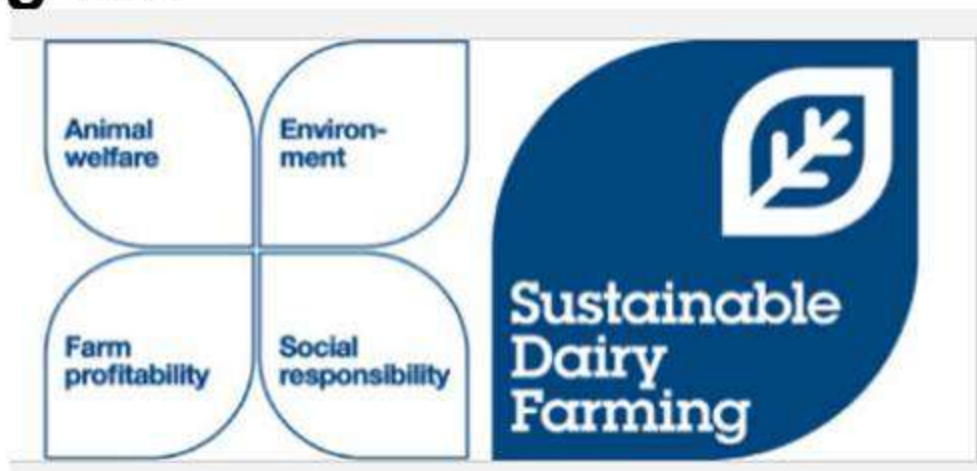 Animal
welfare
Environ-
ment
Farm
profitability
Social
responsibility
Sustainable
Dairy
Farming